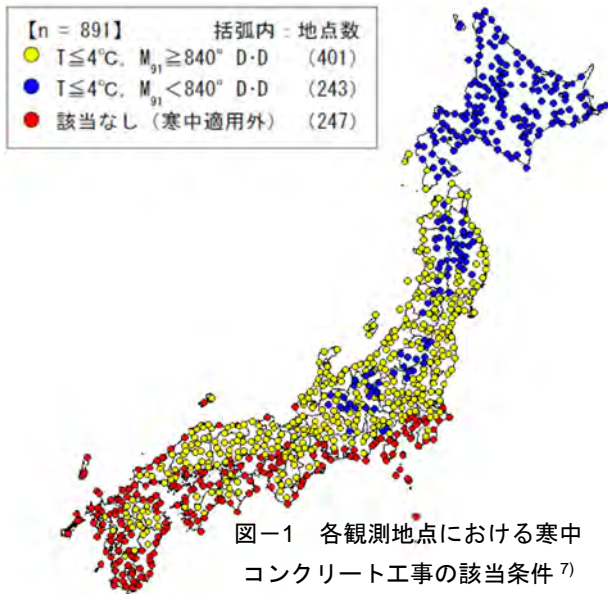 【n = 891】 括弧内：地点数
T≦4℃, M91≧840° D・D （401）
T≦4℃, M91＜840° D・D （243）
該当なし（寒中適用外） （247）
図－1 各観測地点における寒中
コンクリート工事の該当条件 7)